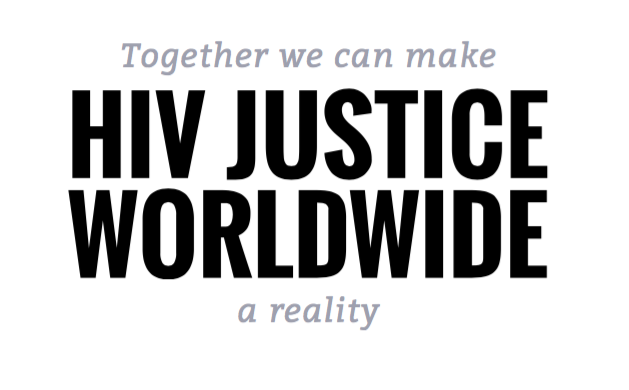 Together we can make
HIV JUSTICE
WORLDWIDE
a reality